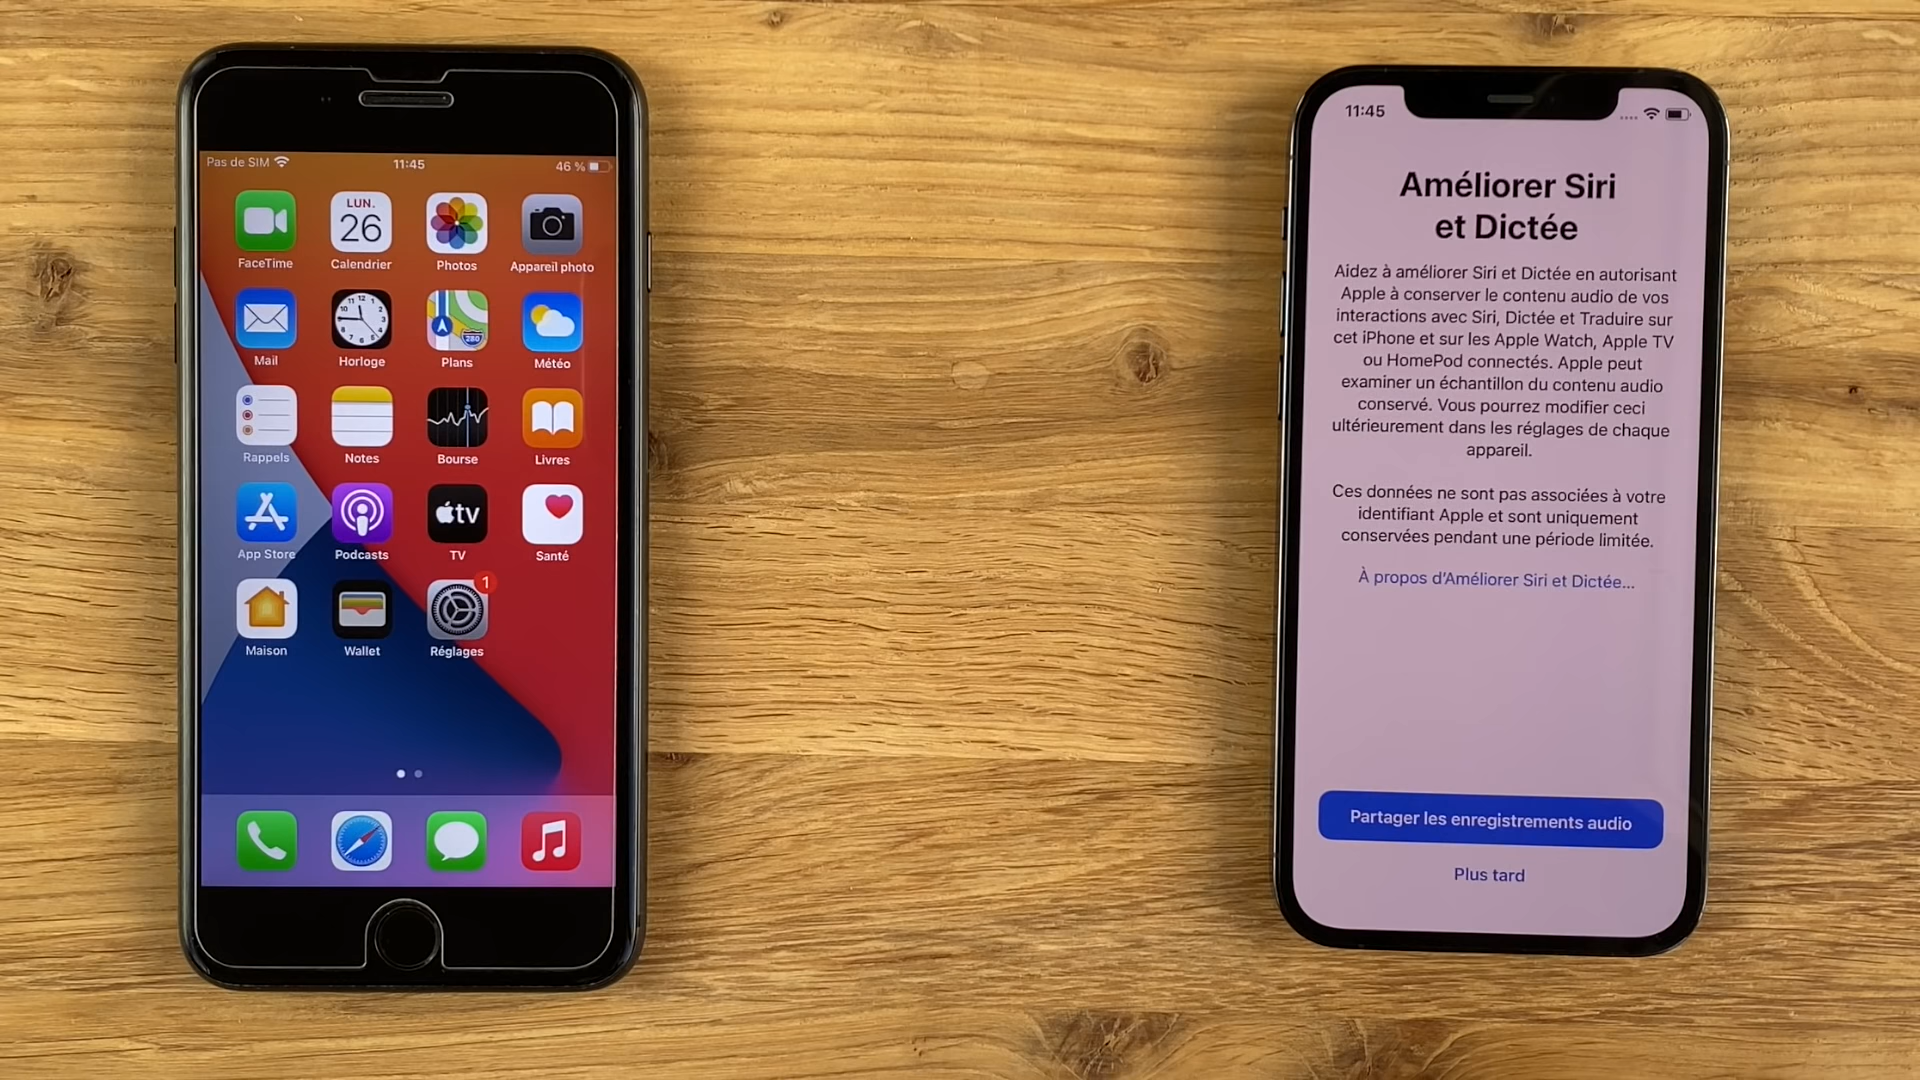 Pas de SIM 11:45 46 %
LUN.
26
FaceTime Calendrier Photos Appareil photo
280
Mail Horloge Plans Météo
Rappels Notes Bourse Livres
tv
App Store Podcasts TV Santé
1
Maison Wallet Réglages
11:45
Améliorer Siri
et Dictée
Aidez à améliorer Siri et Dictée en autorisant
Apple à conserver le contenu audio de vos
interactions avec Siri, Dictée et Traduire sur
cet iPhone et sur les Apple Watch, Apple TV
ou HomePod connectés. Apple peut
examiner un échantillon du contenu audio
conservé. Vous pourrez modifier ceci
ultérieurement dans les réglages de chaque
appareil.
Ces données ne sont pas associées à votre
identifiant Apple et sont uniquement
conservées pendant une période limitée.
À propos d’Améliorer Siri et Dictée…
Partager les enregistrements audio
Plus tard